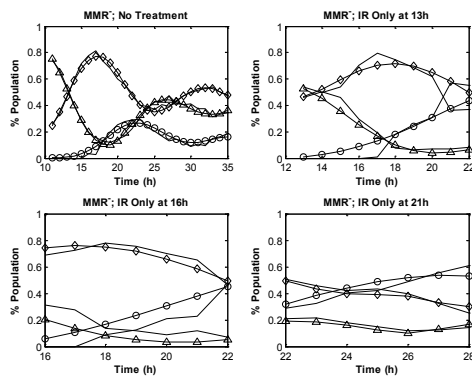 MMR⁻; No Treatment
1
0.8
0.6
0.4
0.2
0
% Population
10 15 20 25 30 35
Time (h)
MMR⁻; IR Only at 13h
1
0.8
0.6
0.4
0.2
0
% Population
12 14 16 18 20 22
Time (h)
MMR⁻; IR Only at 16h
1
0.8
0.6
0.4
0.2
0
% Population
16 18 20 22
Time (h)
MMR⁻; IR Only at 21h
1
0.8
0.6
0.4
0.2
0
% Population
22 24 26 28
Time (h)